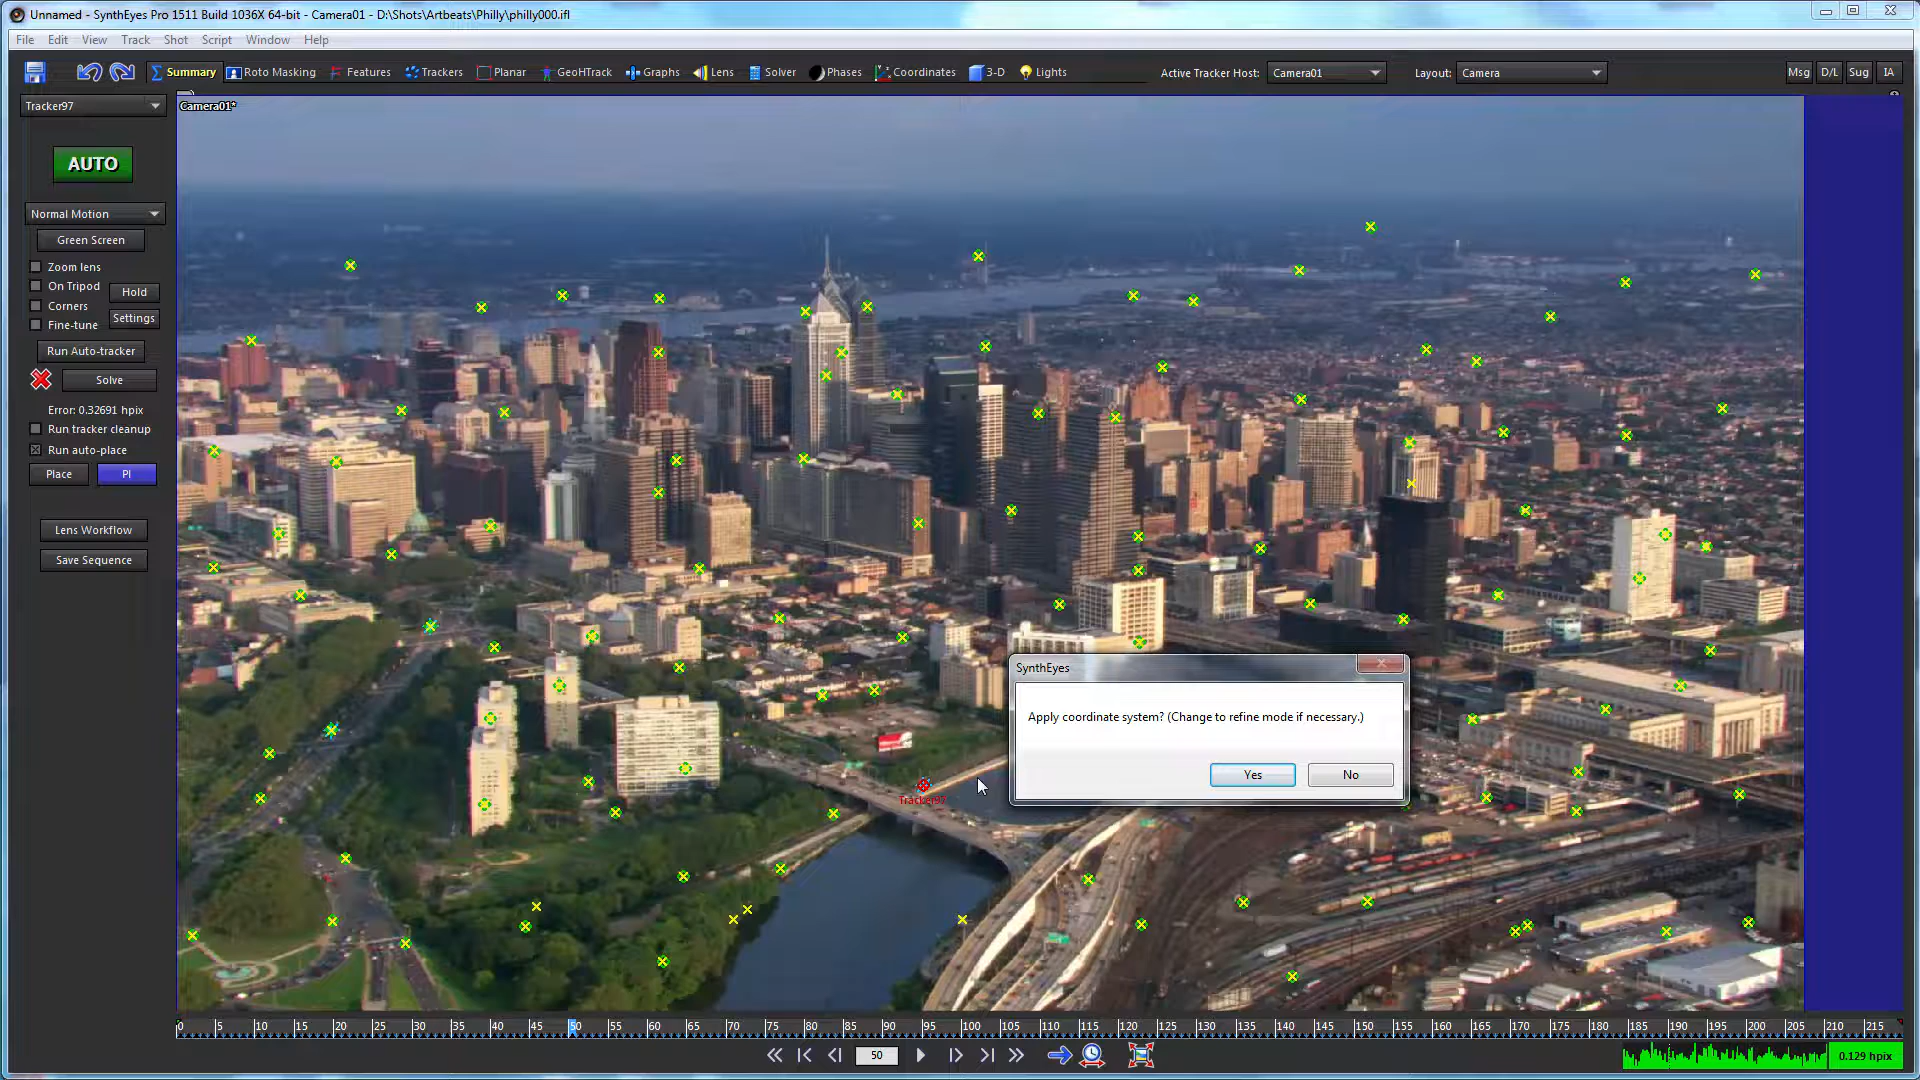 Unnamed - SynthEyes Pro 1511 Build 1036X 64-bit - Camera01 - D:\Shots\Artbeats\Philly\philly000.ifl
File Edit View Track Shot Script Window Help
Summary Roto Masking Features Trackers Planar GeoHTrack Graphs Lens Solver Phases Coordinates 3-D Lights Active Tracker Host: Camera01 Layout: Camera Msg D/L Sug IA
Tracker97
Camera01*
AUTO
Normal Motion
Green Screen
Zoom lens
On Tripod Hold
Corners
Fine-tune Settings
Run Auto-tracker
Solve
Error: 0.32691 hpix
Run tracker cleanup
Run auto-place
Place PI
Lens Workflow
Save Sequence
SynthEyes
Apply coordinate system? (Change to refine mode if necessary.)
Yes No
Tracker97
0 5 10 15 20 25 30 35 40 45 50 55 60 65 70 75 80 85 90 95 100 105 110 115 120 125 130 135 140 145 150 155 160 165 170 175 180 185 190 195 200 205 210 215
50
0.129 hpix